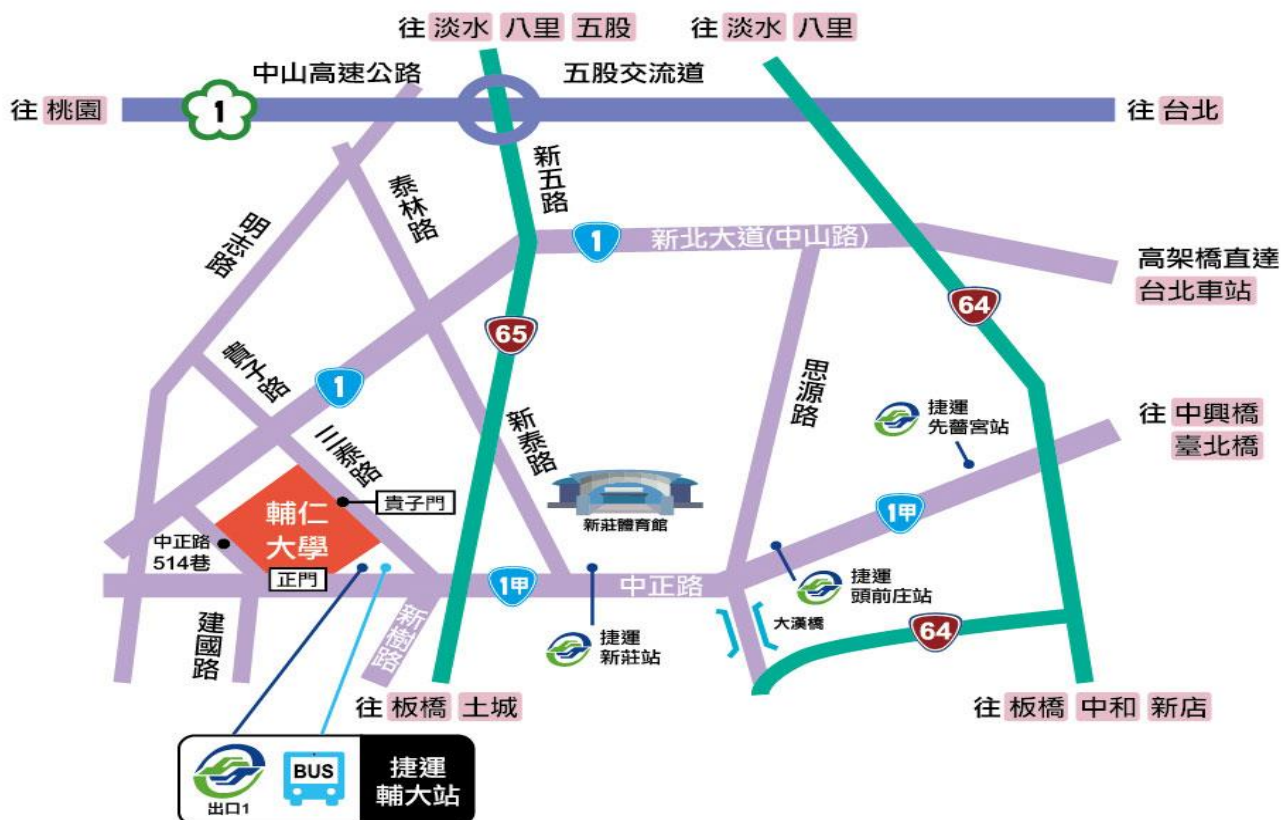 往 淡水 八里 五股
往 淡水 八里
中山高速公路
五股交流道
往 桃園
1
往 台北
新五路
泰林路
明志路
1
新北大道(中山路)
高架橋直達
台北車站
65
64
貴子路
1
思源路
捷運
先嗇宮站
往 中興橋
臺北橋
新泰路
三泰路
貴子門
新莊體育館
1甲
輔仁
大學
中正路
514巷
正門
1甲
中正路
捷運
頭前庄站
大漢橋
64
建國路
新樹路
捷運
新莊站
往 板橋 土城
往 板橋 中和 新店
BUS
出口1
捷運
輔大站